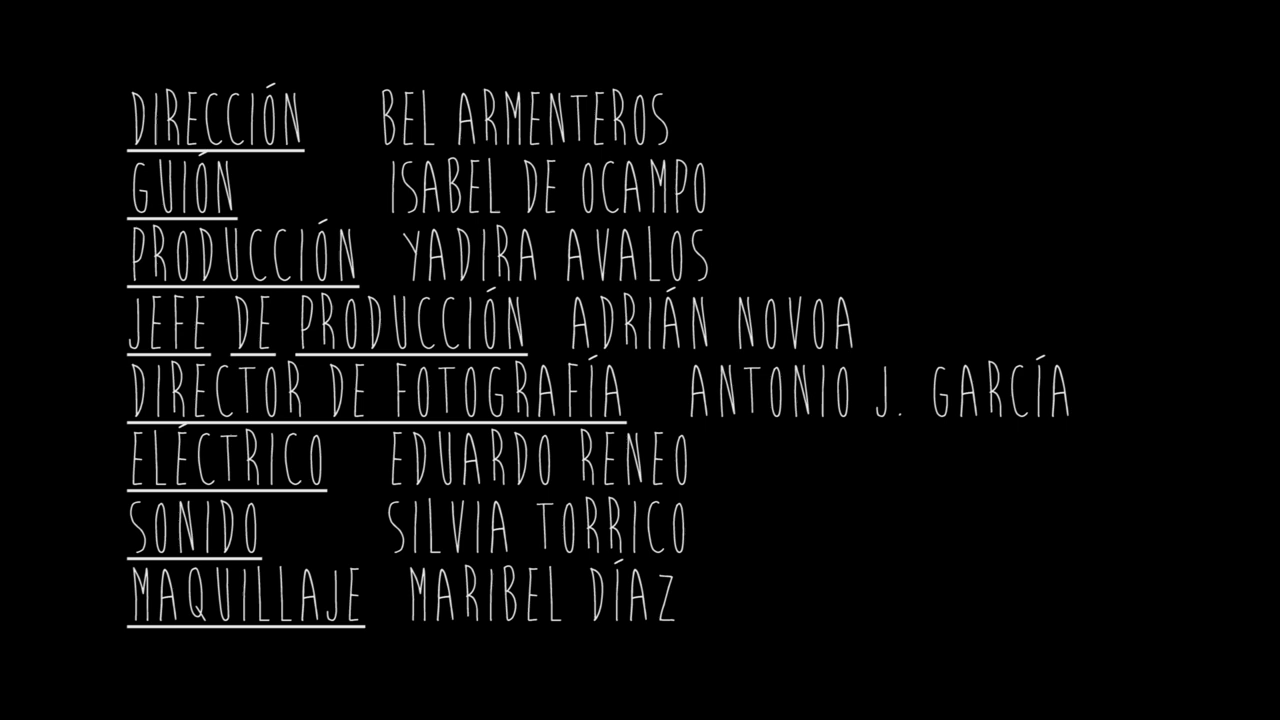 DIRECCIÓN BEL ARMENTEROS
GUIÓN ISABEL DE OCAMPO
PRODUCCIÓN YADIRA AVALOS
JEFE DE PRODUCCIÓN ADRIÁN NOVOA
DIRECTOR DE FOTOGRAFÍA ANTONIO J. GARCÍA
ELÉCTRICO EDUARDO RENEO
SONIDO SILVIA TORRICO
MAQUILLAJE MARIBEL DÍAZ